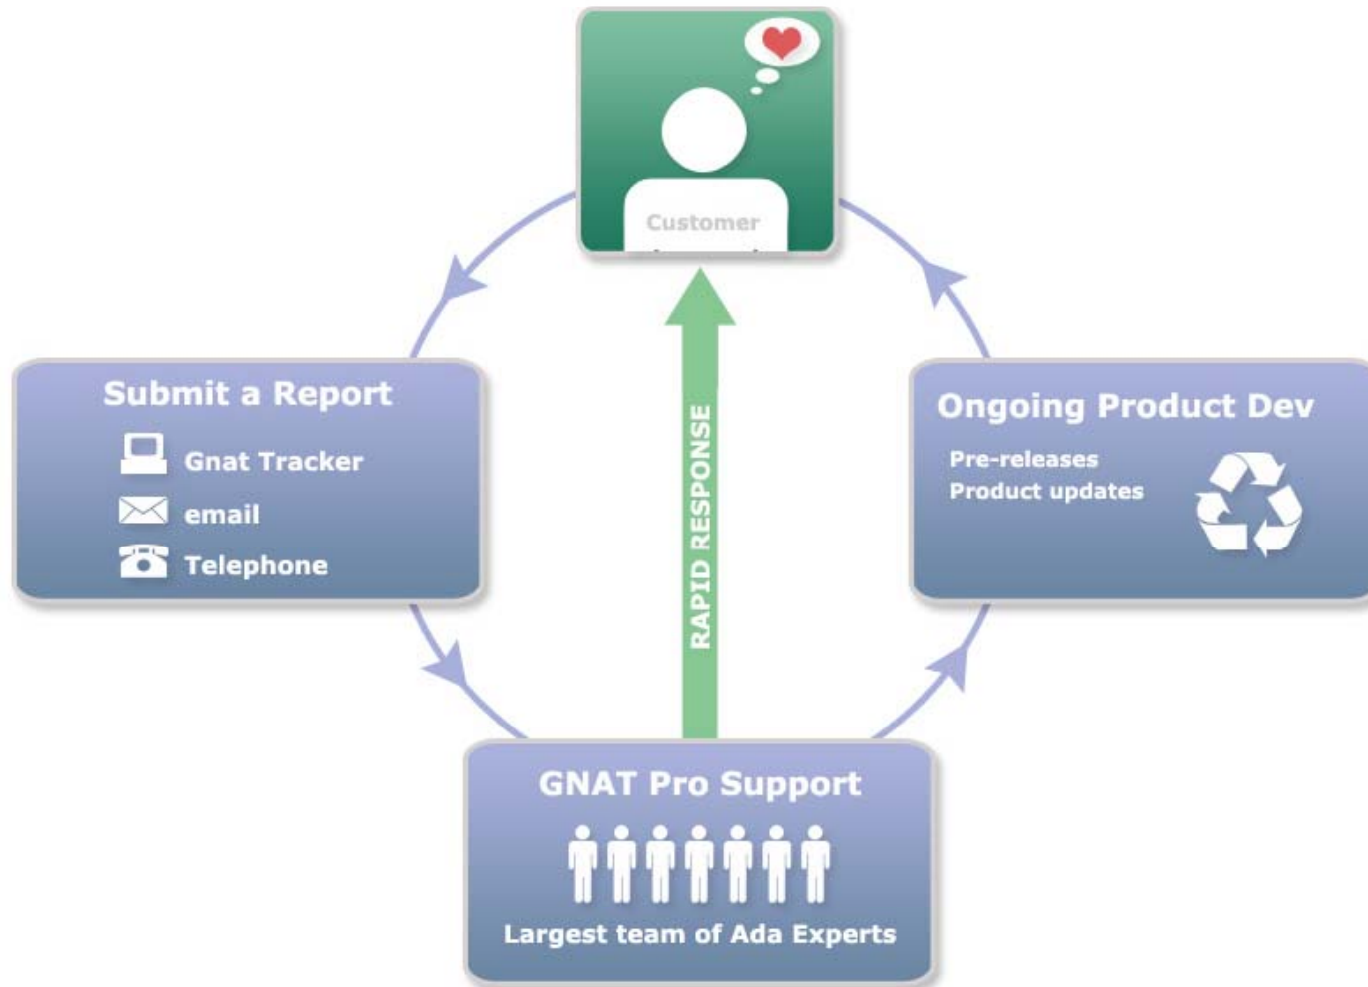 Customer
Submit a Report
Gnat Tracker
email
Telephone
RAPID RESPONSE
Ongoing Product Dev
Pre-releases
Product updates
GNAT Pro Support
Largest team of Ada Experts